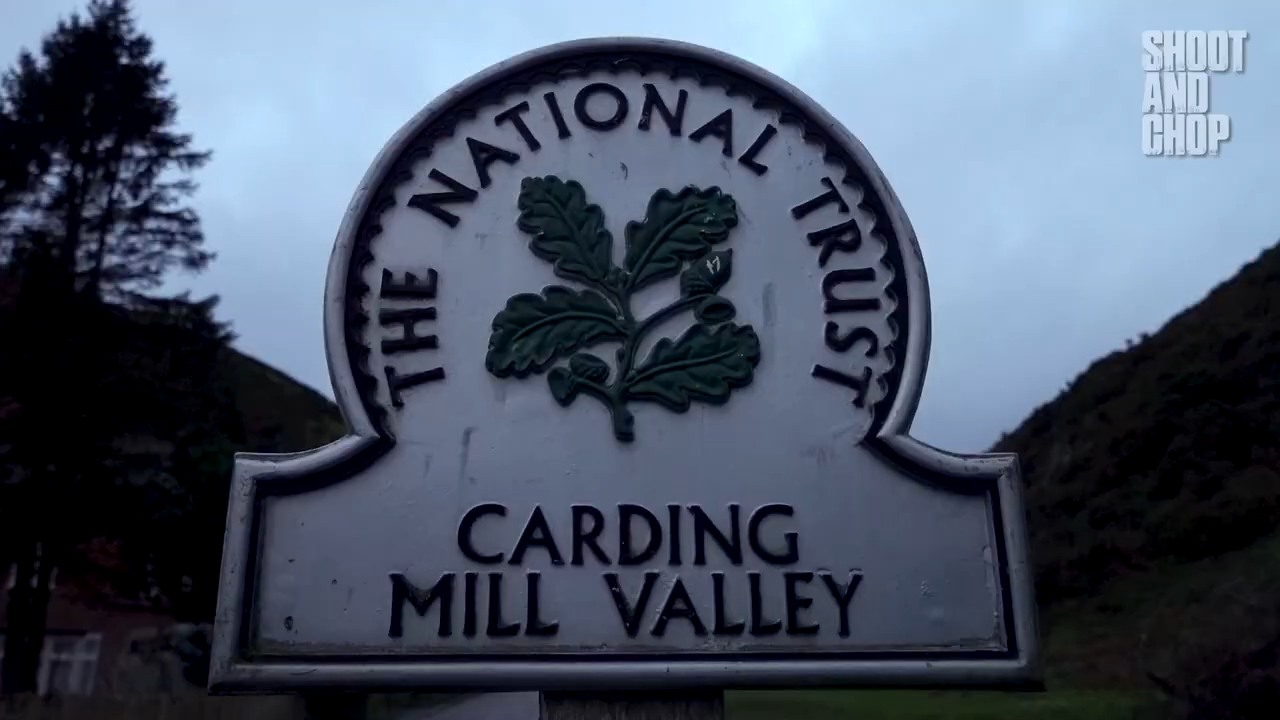 THE NATIONAL TRUST
CARDING
MILL VALLEY
SHOOT
AND
CHOP